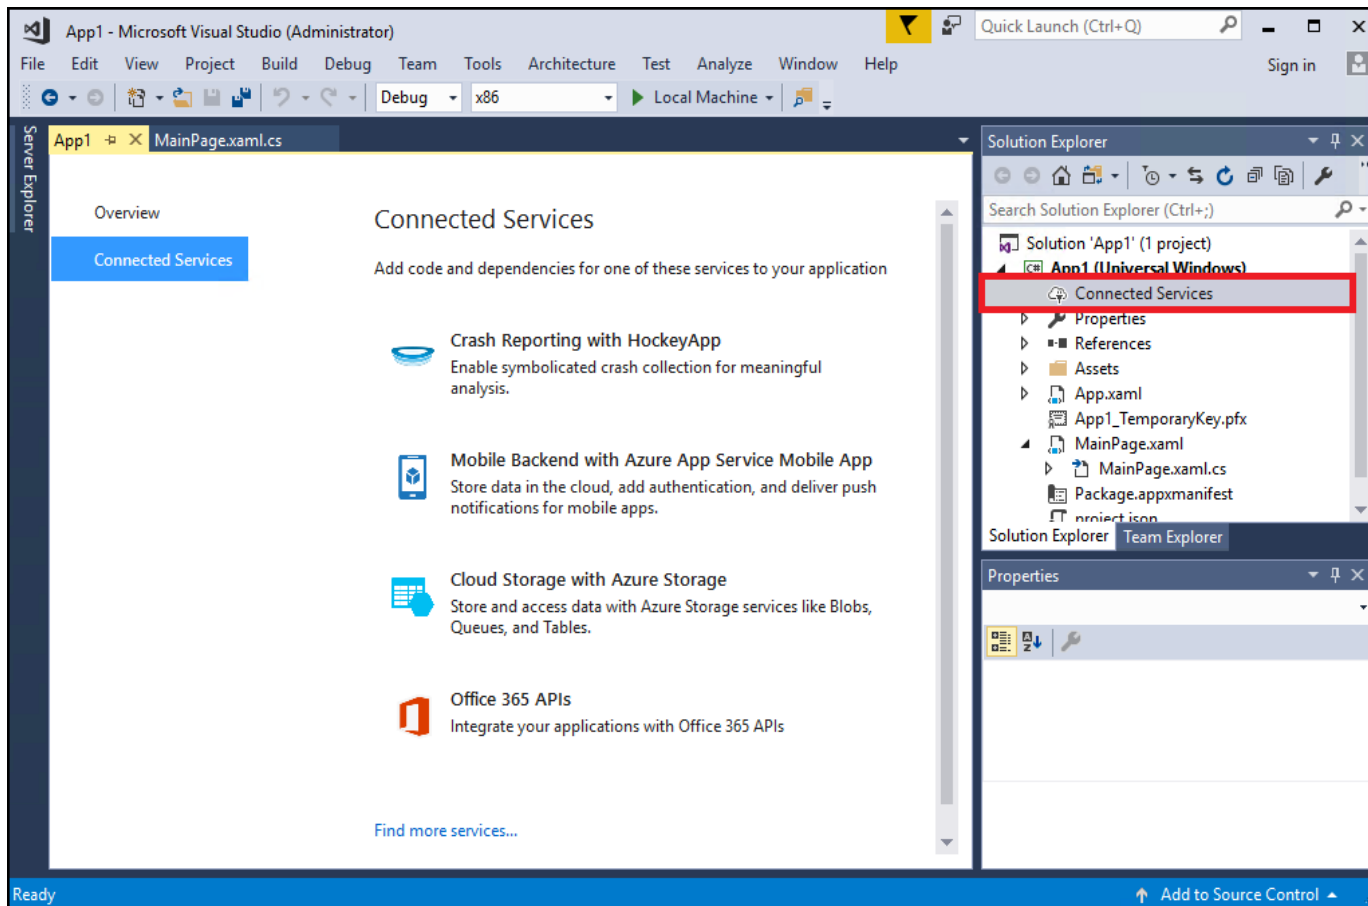 App1 - Microsoft Visual Studio (Administrator)
Quick Launch (Ctrl+Q)
File Edit View Project Build Debug Team Tools Architecture Test Analyze Window Help
Sign in
Debug x86 Local Machine
Server Explorer
App1 MainPage.xaml.cs
Overview
Connected Services
Connected Services
Add code and dependencies for one of these services to your application
Crash Reporting with HockeyApp
Enable symbolicated crash collection for meaningful
analysis.
Mobile Backend with Azure App Service Mobile App
Store data in the cloud, add authentication, and deliver push
notifications for mobile apps.
Cloud Storage with Azure Storage
Store and access data with Azure Storage services like Blobs,
Queues, and Tables.
Office 365 APIs
Integrate your applications with Office 365 APIs
Find more services...
Solution Explorer
Search Solution Explorer (Ctrl+;)
Solution 'App1' (1 project)
C# App1 (Universal Windows)
Connected Services
Properties
References
Assets
App.xaml
App1_TemporaryKey.pfx
MainPage.xaml
MainPage.xaml.cs
Package.appxmanifest
project.json
Solution Explorer Team Explorer
Properties
Ready
Add to Source Control